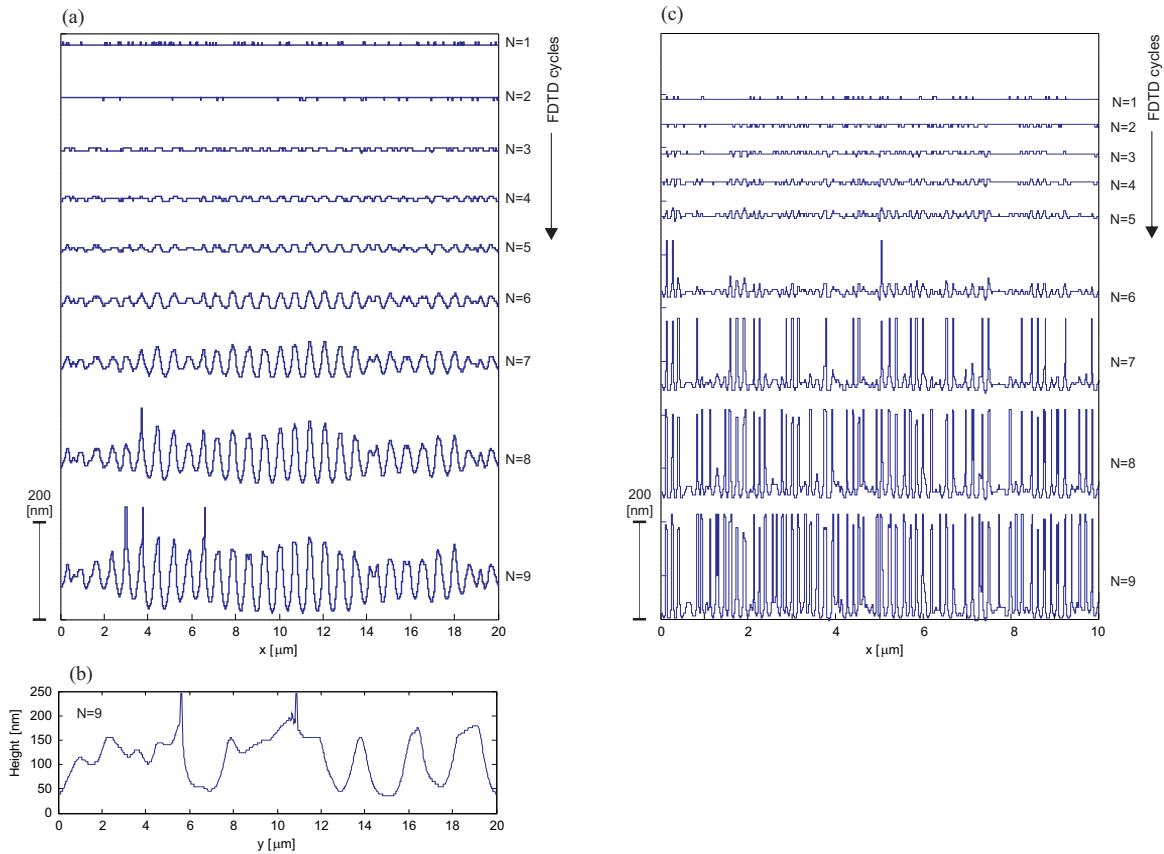 (a)
N=1
N=2
N=3
N=4
N=5
N=6
N=7
N=8
N=9
FDTD cycles
200
[nm]
0
0 2 4 6 8 10 12 14 16 18 20
x [μm]
(b)
N=9
Height [nm]
250
200
150
100
50
0
0 2 4 6 8 10 12 14 16 18 20
y [μm]
(c)
N=1
N=2
N=3
N=4
N=5
N=6
N=7
N=8
N=9
FDTD cycles
200
[nm]
0
0 2 4 6 8 10
x [μm]